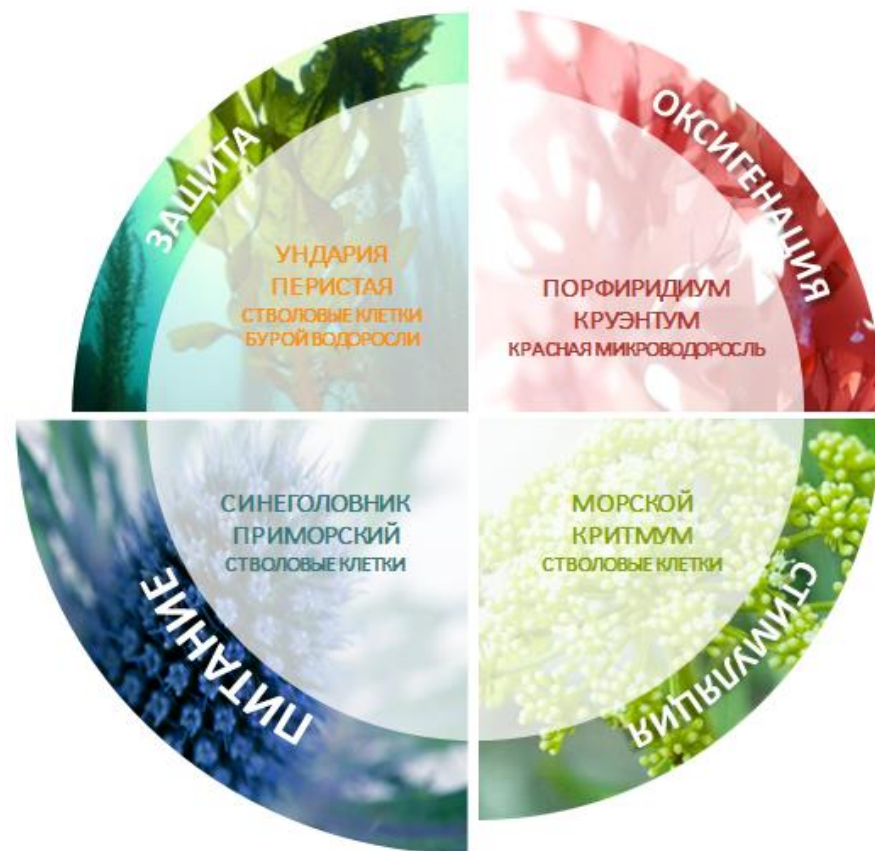 ЗАЩИТА
УНДАРИЯ
ПЕРИСТАЯ
СТВОЛОВЫЕ КЛЕТКИ
БУРОЙ ВОДОРОСЛИ
ОКСИГЕНАЦИЯ
ПОРФИРИДИУМ
КРУЭНТУМ
КРАСНАЯ МИКРОВОДОРОСЛЬ
СИНЕГОЛОВНИК
ПРИМОРСКИЙ
СТВОЛОВЫЕ КЛЕТКИ
ПИТАНИЕ
МОРСКОЙ
КРИТМУМ
СТВОЛОВЫЕ КЛЕТКИ
СТИМУЛЯЦИЯ